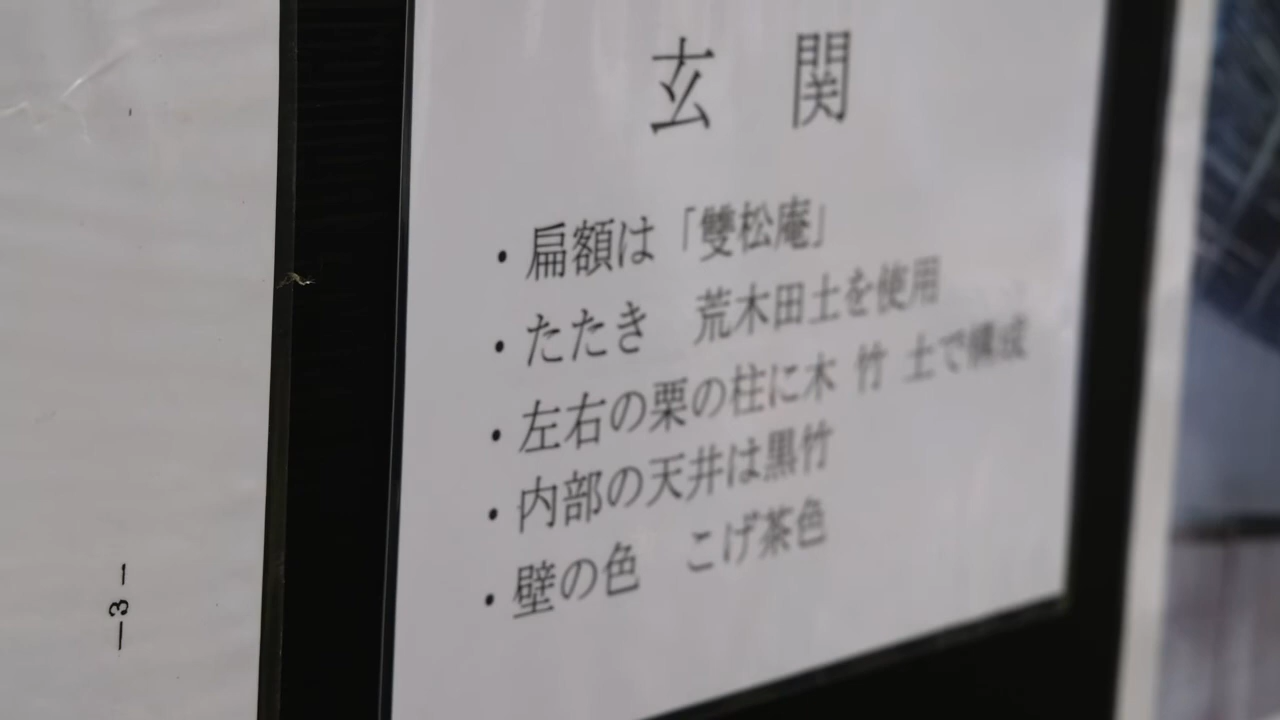 玄 関
・扁額は「雙松庵」
・たたき 荒木田土を使用
・左右の栗の柱に木 竹 土で構成
・内部の天井は黒竹
・壁の色 こげ茶色
—3—